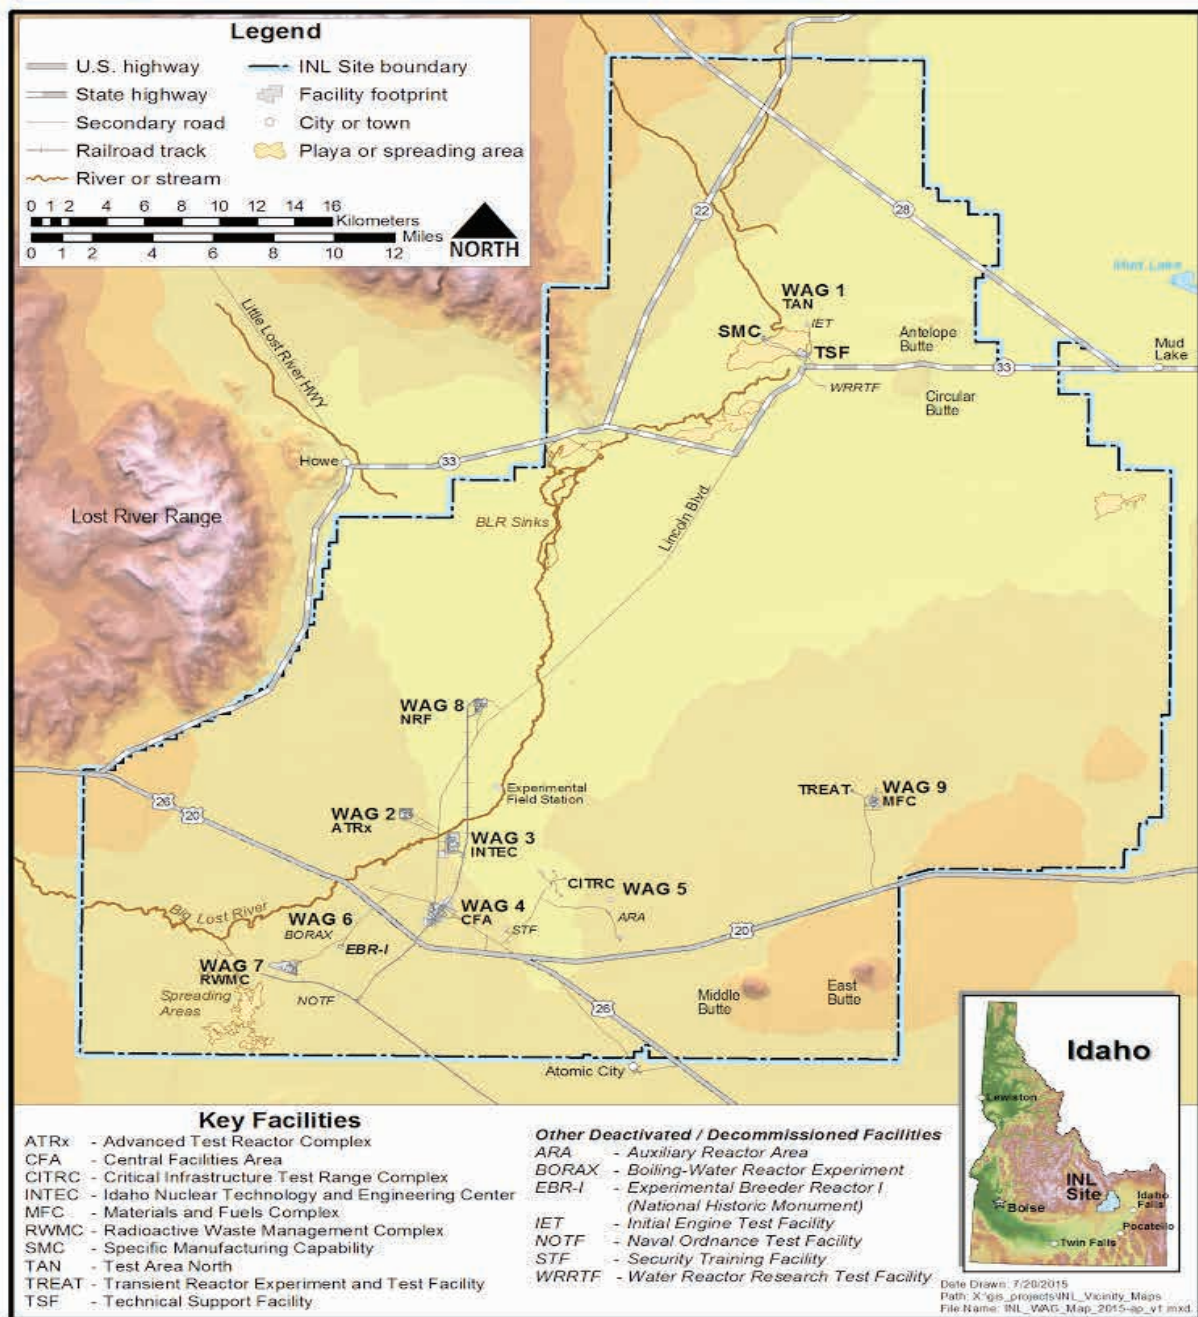 Legend
U.S. highway
State highway
Secondary road
Railroad track
River or stream
INL Site boundary
Facility footprint
City or town
Playa or spreading area
0 1 2 4 6 8 10 12 14 16
Kilometers
Miles
0 1 2 4 6 8 10 12
NORTH
22
28
Mud Lake
WAG 1
TAN
IET
SMC
TSF
Antelope
Butte
Mud
Lake
33
WRRTF
Circular
Butte
Little Lost River HWY
Howe
33
Lost River Range
BLR Sinks
Lincoln Blvd.
WAG 8
NRF
Experimental
Field Station
TREAT
WAG 9
MFC
26
20
WAG 2
ATRx
WAG 3
INTEC
CITRC
WAG 5
Big Lost River
WAG 6
BORAX
WAG 4
CFA
STF
ARA
EBR-I
20
WAG 7
RWMC
Spreading
Areas
NOTF
Middle
Butte
East
Butte
26
Atomic City
Idaho
Lewiston
INL
Site
Boise
Idaho
Falls
Pocatello
Twin Falls
Key Facilities
ATRx - Advanced Test Reactor Complex
CFA - Central Facilities Area
CITRC - Critical Infrastructure Test Range Complex
INTEC - Idaho Nuclear Technology and Engineering Center
MFC - Materials and Fuels Complex
RWMC - Radioactive Waste Management Complex
SMC - Specific Manufacturing Capability
TAN - Test Area North
TREAT - Transient Reactor Experiment and Test Facility
TSF - Technical Support Facility
Other Deactivated / Decommissioned Facilities
ARA - Auxiliary Reactor Area
BORAX - Boiling-Water Reactor Experiment
EBR-I - Experimental Breeder Reactor I
(National Historic Monument)
IET - Initial Engine Test Facility
NOTF - Naval Ordnance Test Facility
STF - Security Training Facility
WRRTF - Water Reactor Research Test Facility
Date Drawn: 7/20/2015
Path: X:\gis_projects\INL_Vicinity_Maps
File Name: INL_WAG_Map_2015-ap_v1.mxd